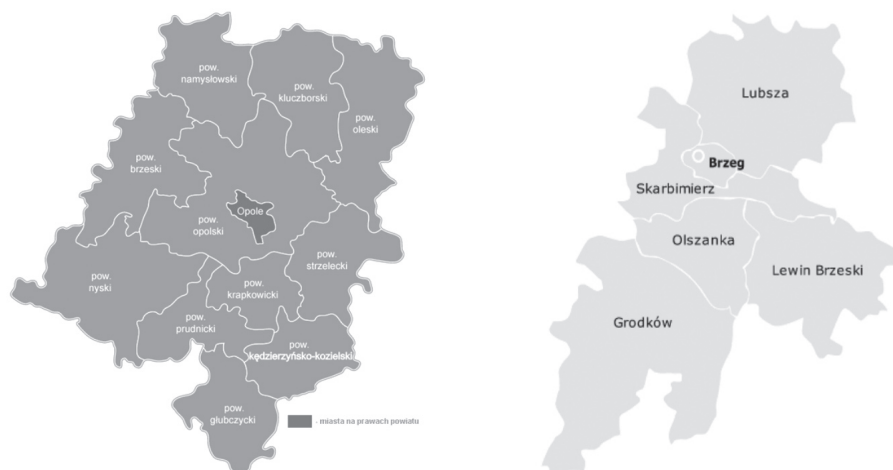 pow.
namysłowski
pow.
kluczborski
pow.
oleski
pow.
brzeski
Opole
pow.
opolski
pow.
strzelecki
pow.
nyski
pow.
krapkowicki
pow.
prudnicki
pow.
kędzierzyńsko-kozielski
pow.
głubczycki
- miasta na prawach powiatu
Lubsza
Brzeg
Skarbimierz
Olszanka
Lewin Brzeski
Grodków